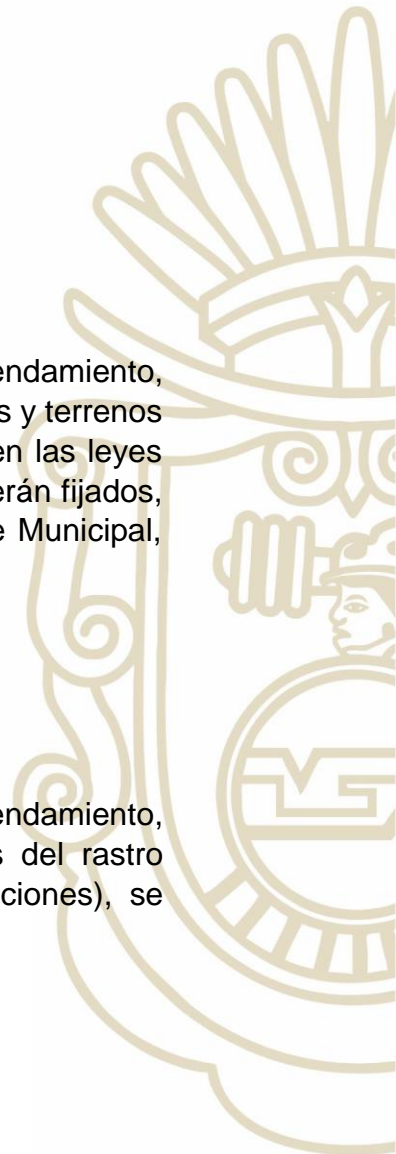 endamiento,
s y terrenos
en las leyes
erán fijados,
e Municipal,
endamiento,
s del rastro
ciones), se